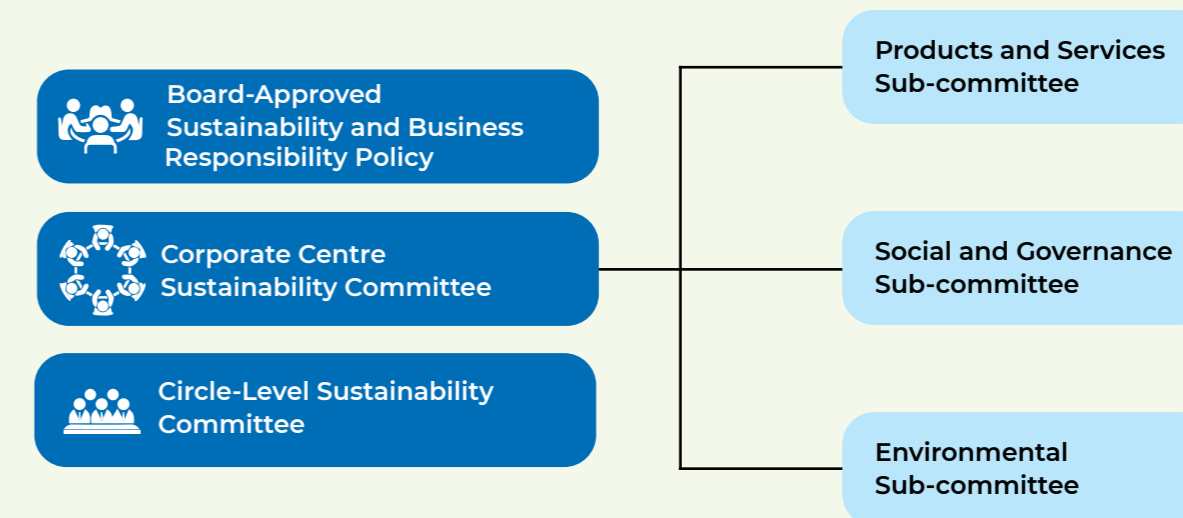 Board-Approved
Sustainability and Business
Responsibility Policy
Corporate Centre
Sustainability Committee
Circle-Level Sustainability
Committee
Products and Services
Sub-committee
Social and Governance
Sub-committee
Environmental
Sub-committee